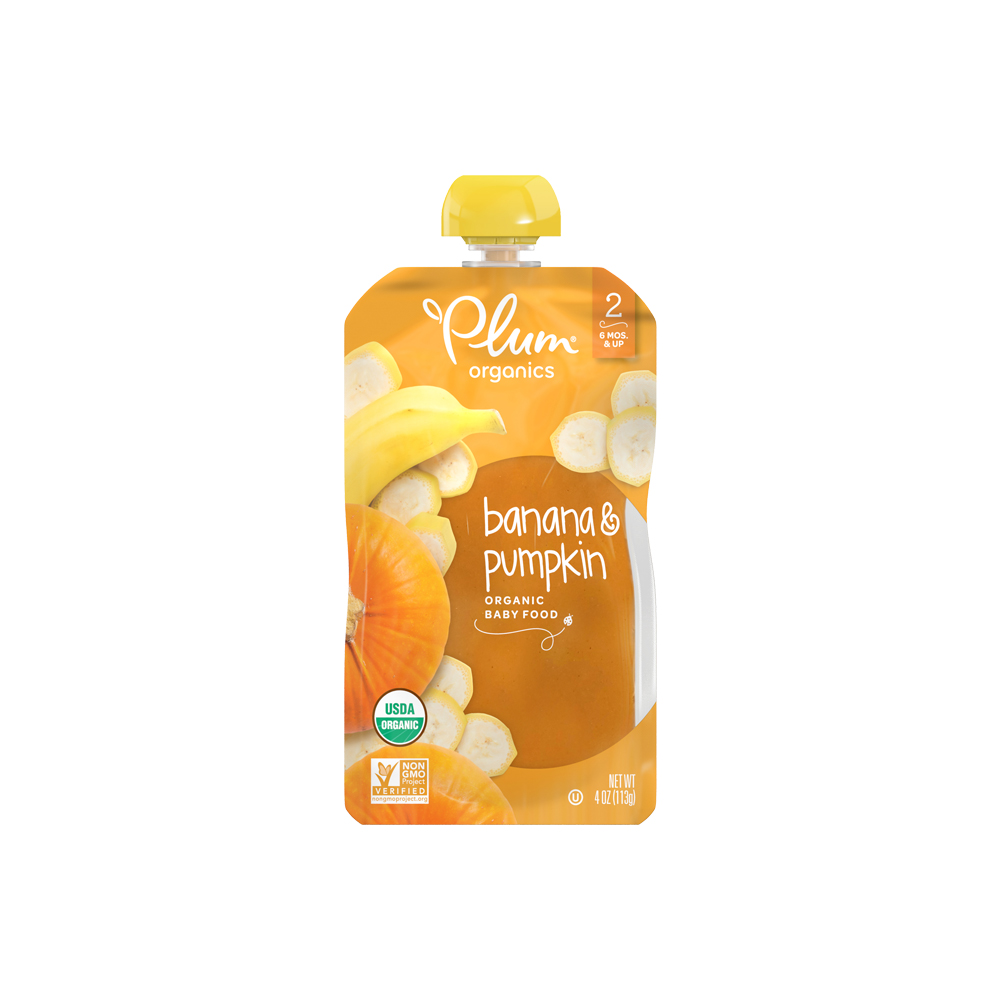 Plum®
organics
2
6 MOS.
& UP
banana &
pumpkin
ORGANIC
BABY FOOD
USDA
ORGANIC
NON
GMO
Project
VERIFIED
nongmoproject.org
U
NET WT
4 OZ (113g)